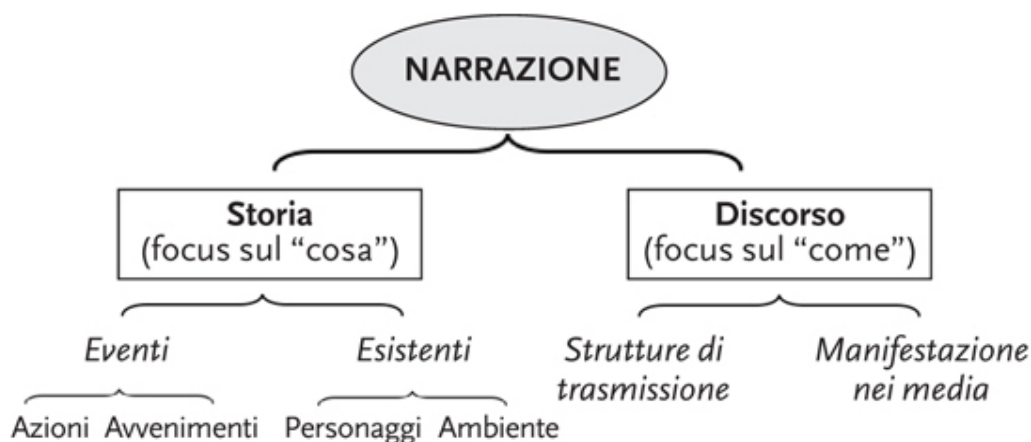 NARRAZIONE
Storia
(focus sul “cosa”)
Discorso
(focus sul “come”)
Eventi
Esistenti
Strutture di
trasmissione
Manifestazione
nei media
Azioni Avvenimenti
Personaggi Ambiente